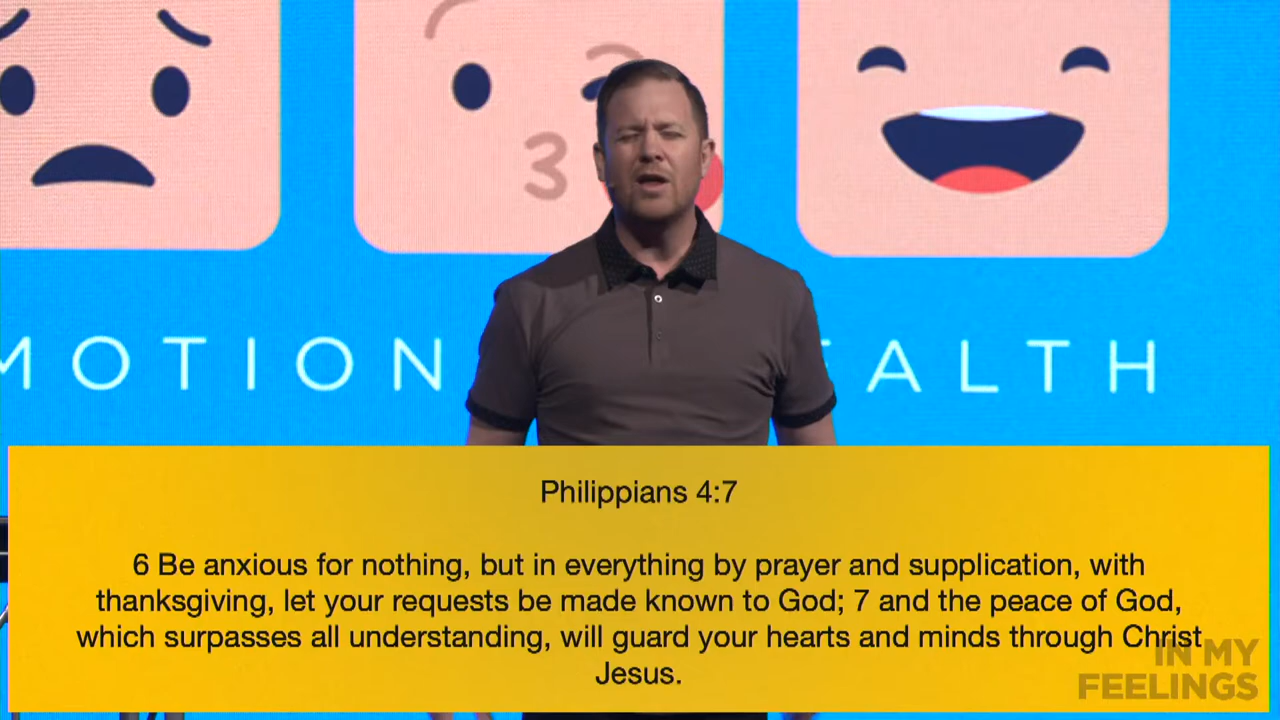 MOTION ALTH
Philippians 4:7
6 Be anxious for nothing, but in everything by prayer and supplication, with
thanksgiving, let your requests be made known to God; 7 and the peace of God,
which surpasses all understanding, will guard your hearts and minds through Christ
Jesus.
IN MY
FEELINGS